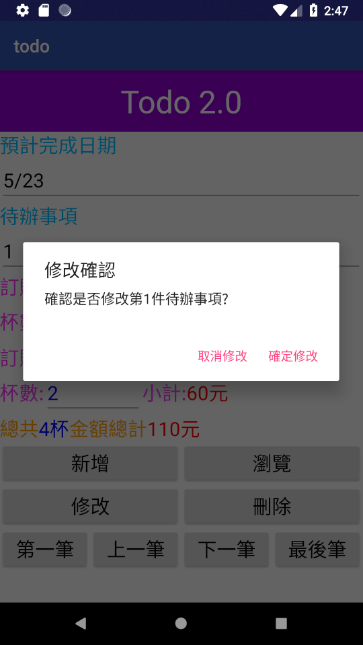 2:47
todo
Todo 2.0
預計完成日期
5/23
待辦事項
1
修改確認
確認是否修改第1件待辦事項?
取消修改 確定修改
訂
杯
訂
杯數: 2 小計:60元
總共4杯金額總計110元
新增 瀏覽
修改 刪除
第一筆 上一筆 下一筆 最後筆